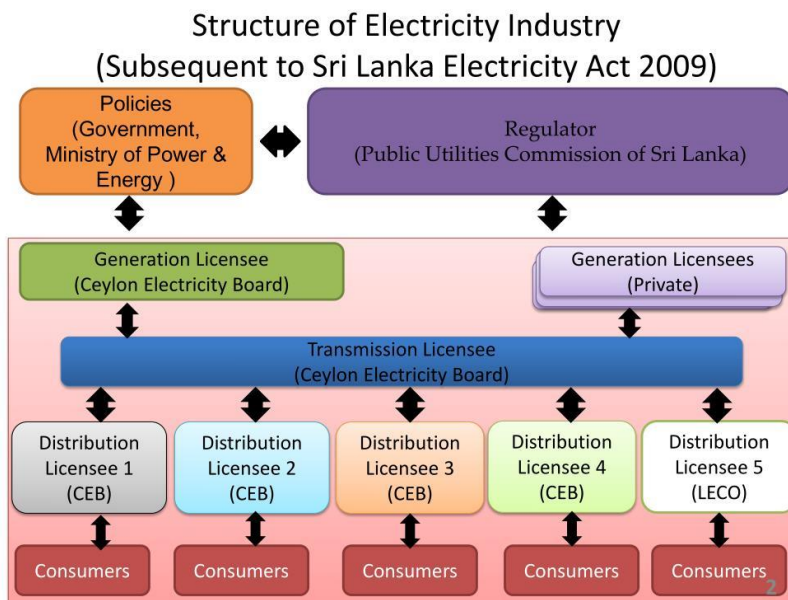 Structure of Electricity Industry
(Subsequent to Sri Lanka Electricity Act 2009)
Policies
(Government,
Ministry of Power &
Energy )
Regulator
(Public Utilities Commission of Sri Lanka)
Generation Licensee
(Ceylon Electricity Board)
Generation Licensees
(Private)
Transmission Licensee
(Ceylon Electricity Board)
Distribution
Licensee 1
(CEB)
Distribution
Licensee 2
(CEB)
Distribution
Licensee 3
(CEB)
Distribution
Licensee 4
(CEB)
Distribution
Licensee 5
(LECO)
Consumers
Consumers
Consumers
Consumers
Consumers
2